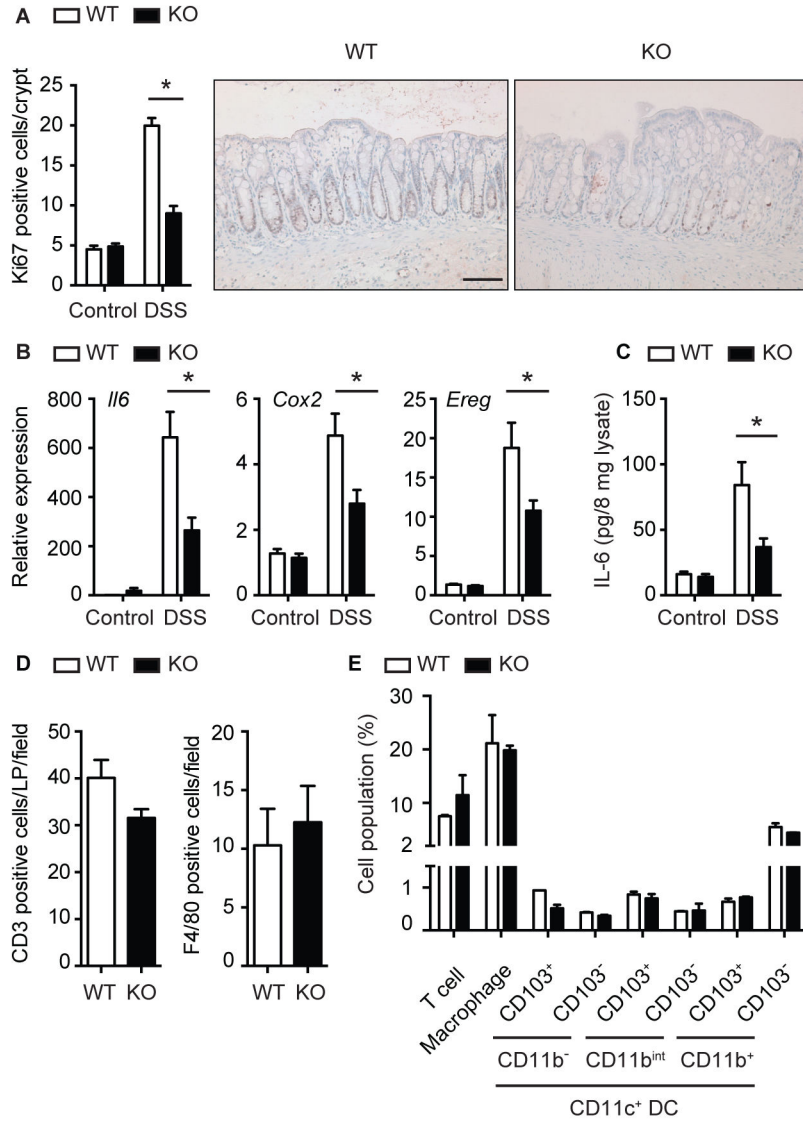 A WT KO
WT KO
Ki67 positive cells/crypt
25
20
15
10
5
0
*
Control DSS
B WT KO
Relative expression
Il6
800
600
400
200
0
*
Control DSS
Cox2
6
4
2
0
*
Control DSS
Ereg
25
20
15
10
5
0
*
Control DSS
C WT KO
IL-6 (pg/8 mg lysate)
150
100
50
0
*
Control DSS
D WT KO
CD3 positive cells/LP/field
50
40
30
20
10
0
WT KO
F4/80 positive cells/field
20
15
10
5
0
WT KO
E WT KO
Cell population (%)
30
20
10
2
1
0
T cell
Macrophage
CD103⁺
CD103⁻
CD103⁺
CD103⁻
CD103⁺
CD103⁻
CD11b⁻ CD11bⁱⁿᵗ CD11b⁺
CD11c⁺ DC